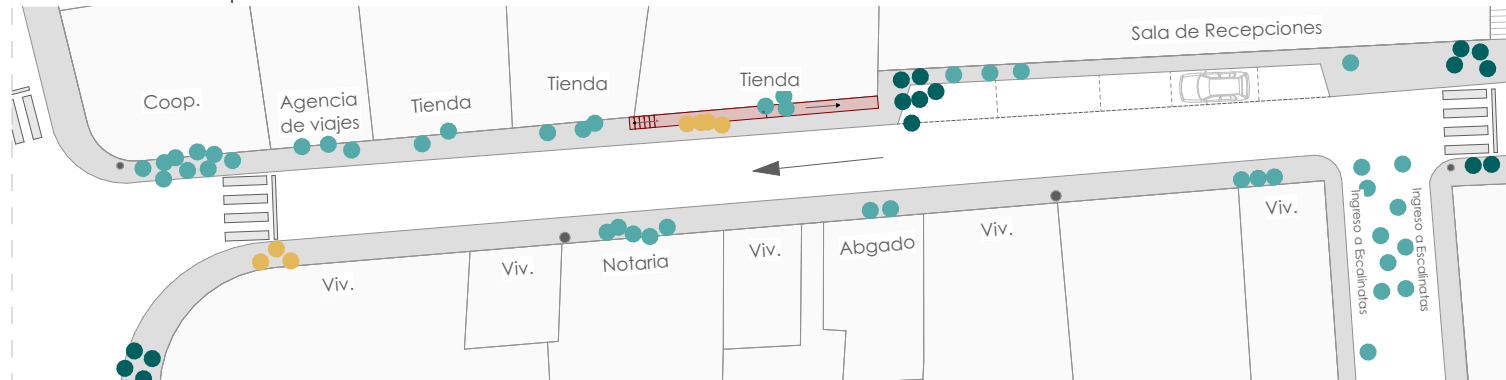 Sala de Recepciones
Tienda
Tienda
Tienda
Agencia
de viajes
Coop.
Viv.
Viv.
Notaria
Viv.
Abgado
Viv.
Viv.
Ingreso a Escalinatas
Ingreso a Escalinatas